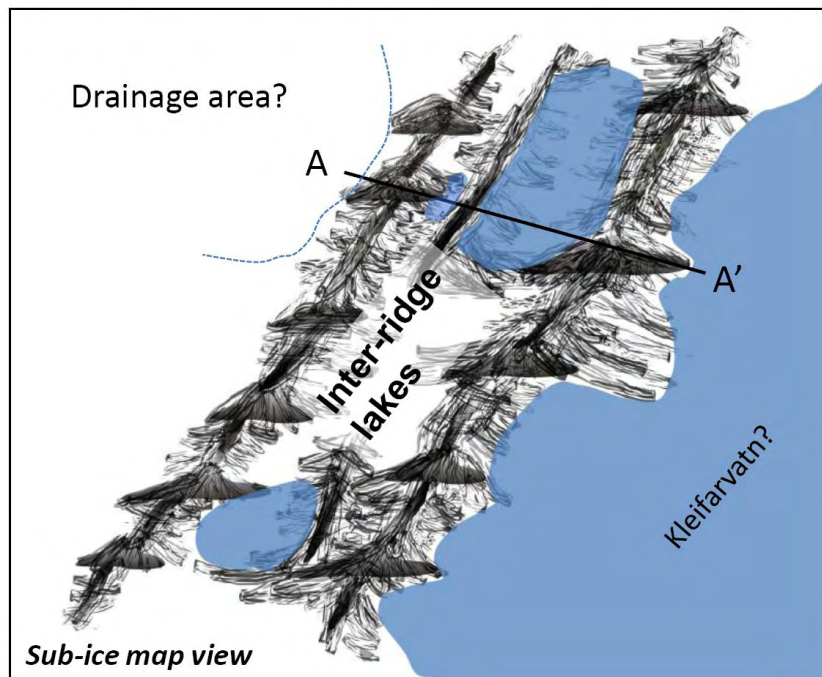 Drainage area?
A
A'
Inter-ridge
lakes
Kleifarvatn?
Sub-ice map view